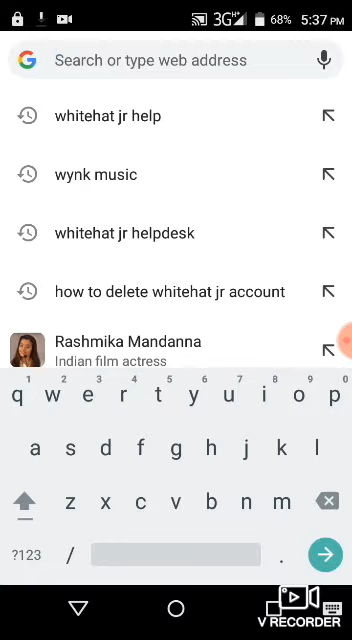 3G H+ 68% 5:37 PM
Search or type web address
whitehat jr help
wynk music
whitehat jr helpdesk
how to delete whitehat jr account
Rashmika Mandanna
Indian film actress
1 2 3 4 5 6 7 8 9 0
q w e r t y u i o p
a s d f g h j k l
z x c v b n m
?123 / .
V RECORDER